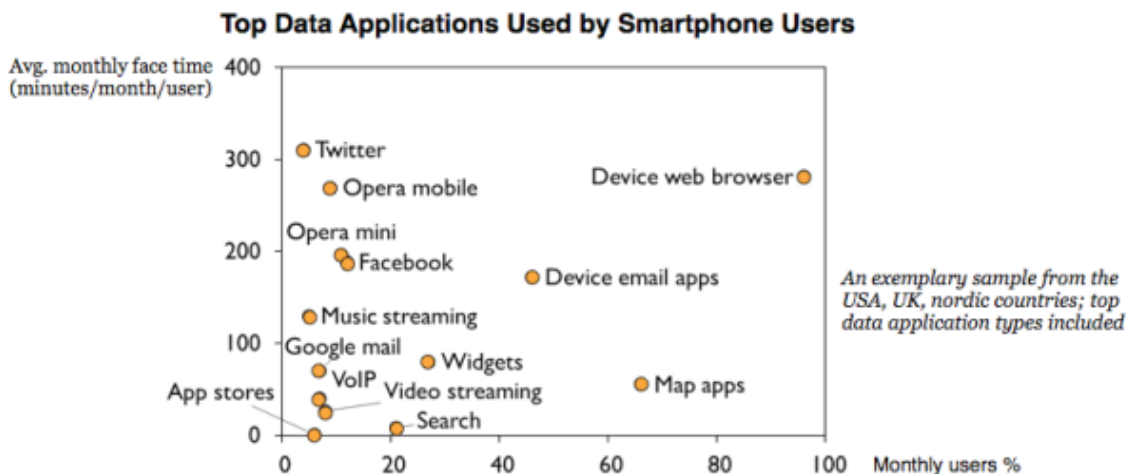 Top Data Applications Used by Smartphone Users
Avg. monthly face time
(minutes/month/user)
400
300
200
100
0
Twitter
Opera mobile
Device web browser
Opera mini
Facebook
Device email apps
Music streaming
Google mail
Widgets
VoIP
Map apps
App stores
Video streaming
Search
An exemplary sample from the
USA, UK, nordic countries; top
data application types included
0 20 40 60 80 100
Monthly users %